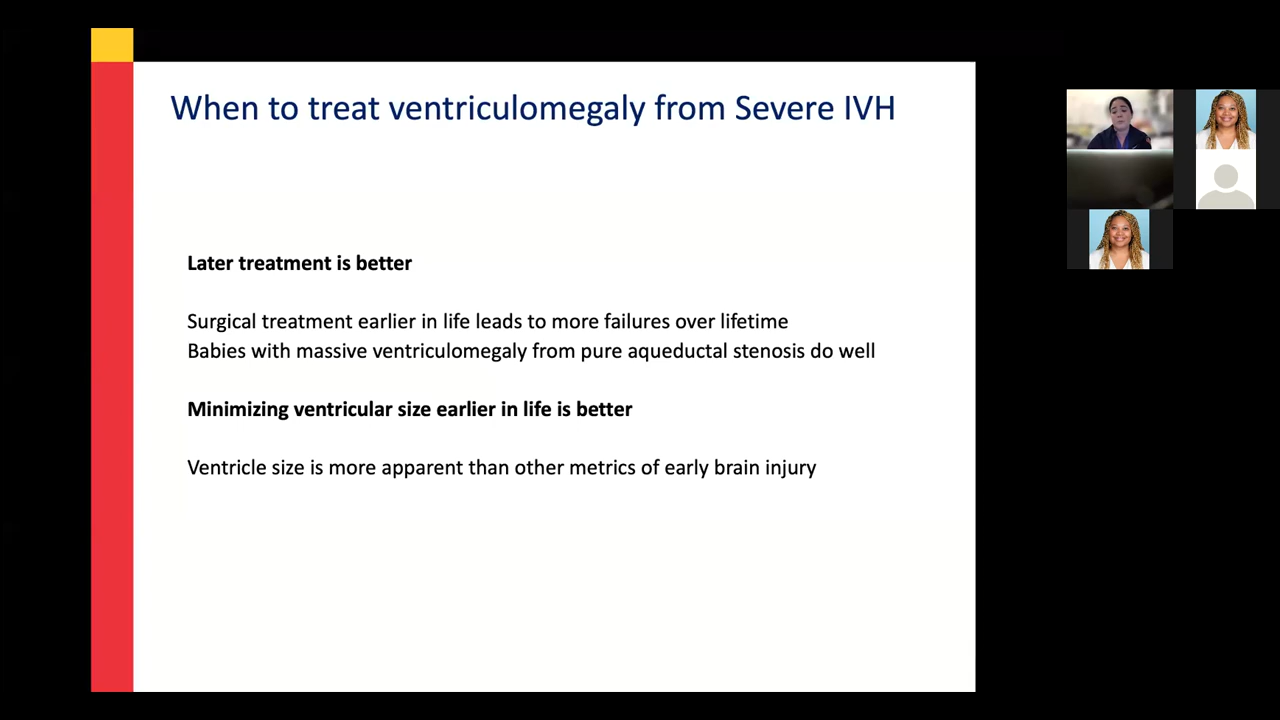 When to treat ventriculomegaly from Severe IVH
Later treatment is better
Surgical treatment earlier in life leads to more failures over lifetime
Babies with massive ventriculomegaly from pure aqueductal stenosis do well
Minimizing ventricular size earlier in life is better
Ventricle size is more apparent than other metrics of early brain injury